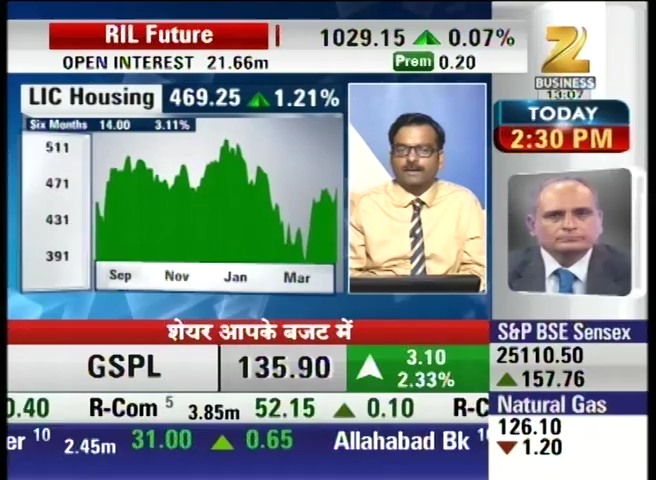 RIL Future
1029.15 0.07%
OPEN INTEREST 21.66m
Prem 0.20
Z
BUSINESS
13:07
LIC Housing 469.25 1.21%
Six Months 14.00 3.11%
511
471
431
391
Sep Nov Jan Mar
TODAY
2:30 PM
शेयर आपके बजट में
GSPL 135.90 3.10
2.33%
S&P BSE Sensex
25110.50
157.76
Natural Gas
126.10
1.20
0.40 R-Com 5 3.85m 52.15 0.10 R-C
er 10 2.45m 31.00 0.65 Allahabad Bk